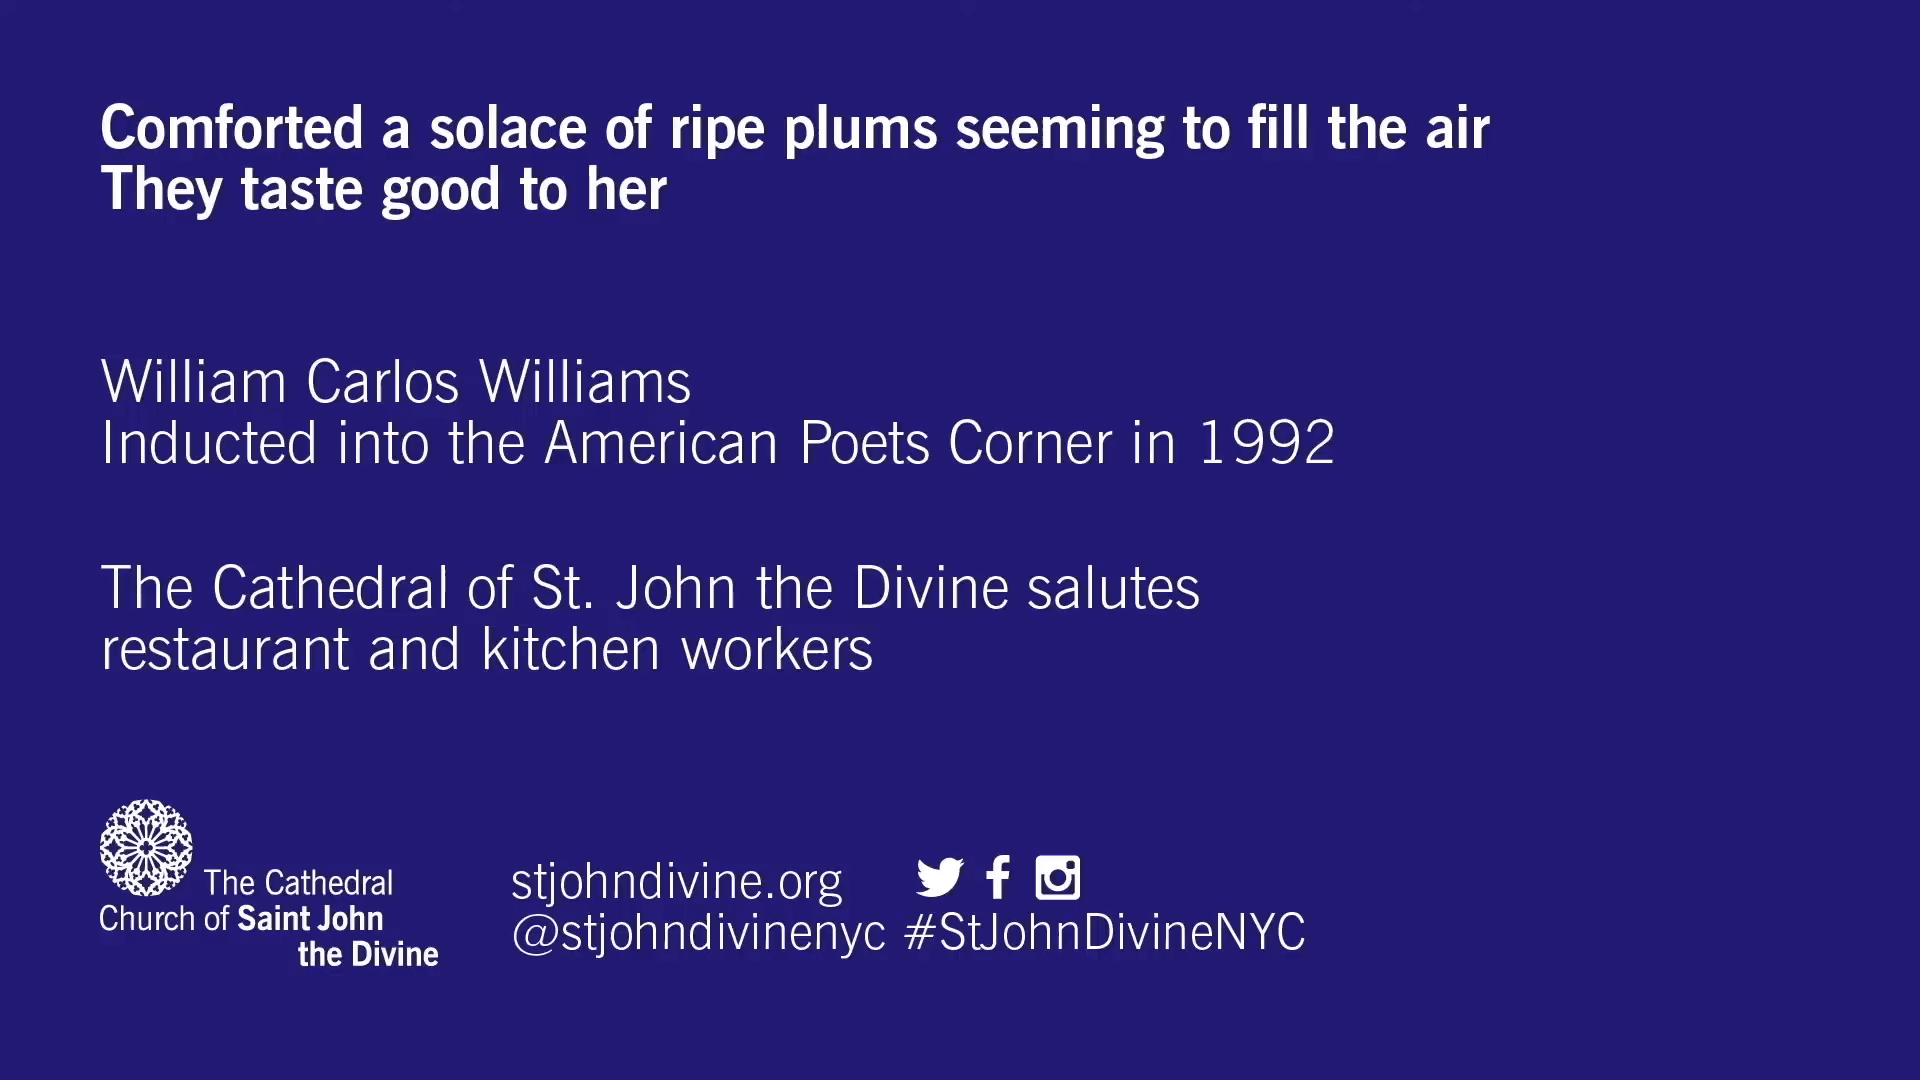 Comforted a solace of ripe plums seeming to fill the air
They taste good to her
William Carlos Williams
Inducted into the American Poets Corner in 1992
The Cathedral of St. John the Divine salutes
restaurant and kitchen workers
The Cathedral
Church of Saint John
the Divine
stjohndivine.org
@stjohndivinenyc #StJohnDivineNYC